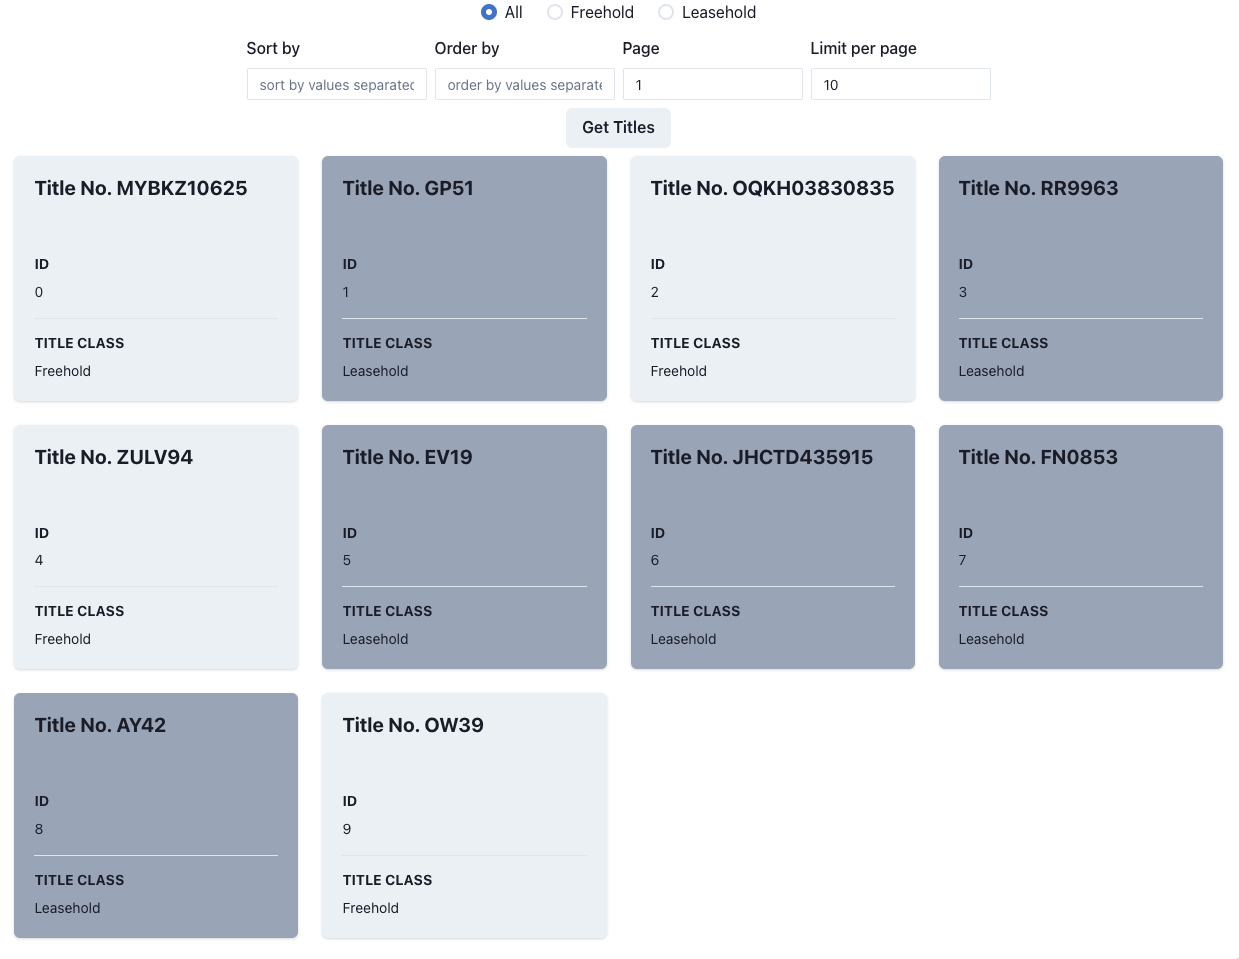 All Freehold Leasehold
Sort by Order by Page Limit per page
sort by values separated order by values separate 1 10
Get Titles
Title No. MYBKZ10625
ID
0
TITLE CLASS
Freehold
Title No. GP51
ID
1
TITLE CLASS
Leasehold
Title No. OQKH03830835
ID
2
TITLE CLASS
Freehold
Title No. RR9963
ID
3
TITLE CLASS
Leasehold
Title No. ZULV94
ID
4
TITLE CLASS
Freehold
Title No. EV19
ID
5
TITLE CLASS
Leasehold
Title No. JHCTD435915
ID
6
TITLE CLASS
Leasehold
Title No. FN0853
ID
7
TITLE CLASS
Leasehold
Title No. AY42
ID
8
TITLE CLASS
Leasehold
Title No. OW39
ID
9
TITLE CLASS
Freehold